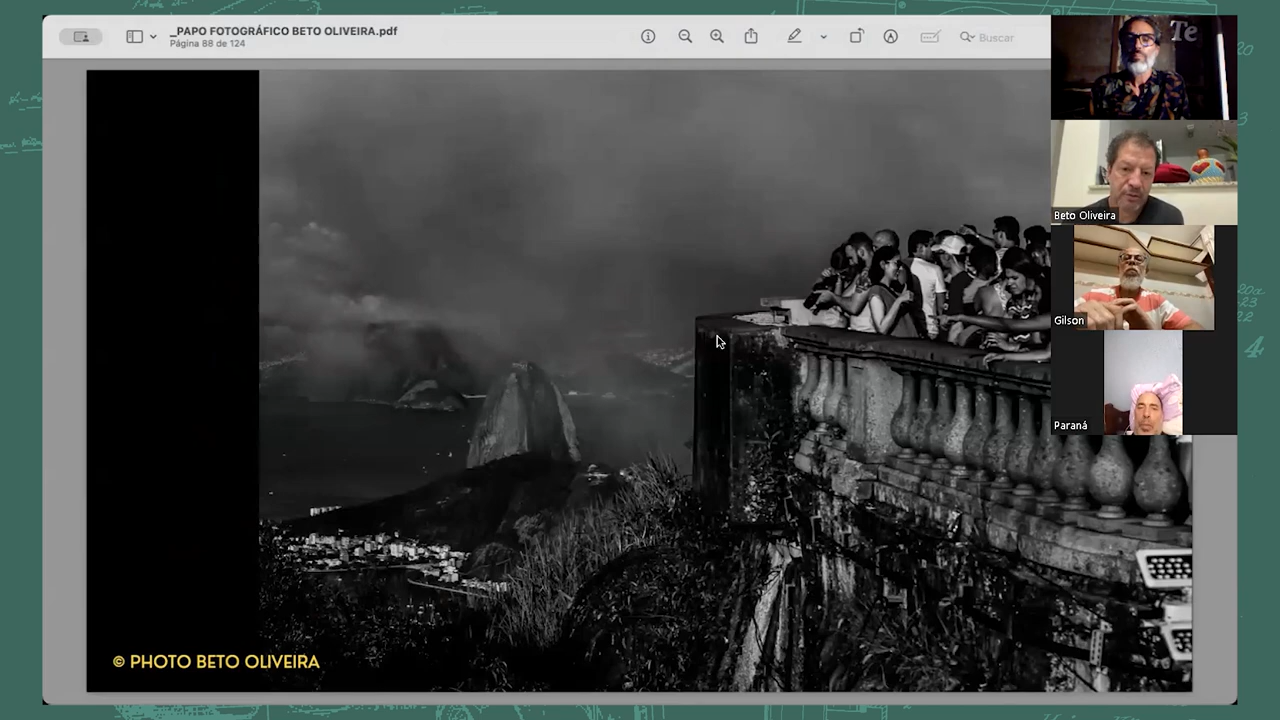 _PAPO FOTOGRÁFICO BETO OLIVEIRA.pdf
Página 88 de 124
Buscar
Te
Beto Oliveira
Gilson
Paraná
© PHOTO BETO OLIVEIRA